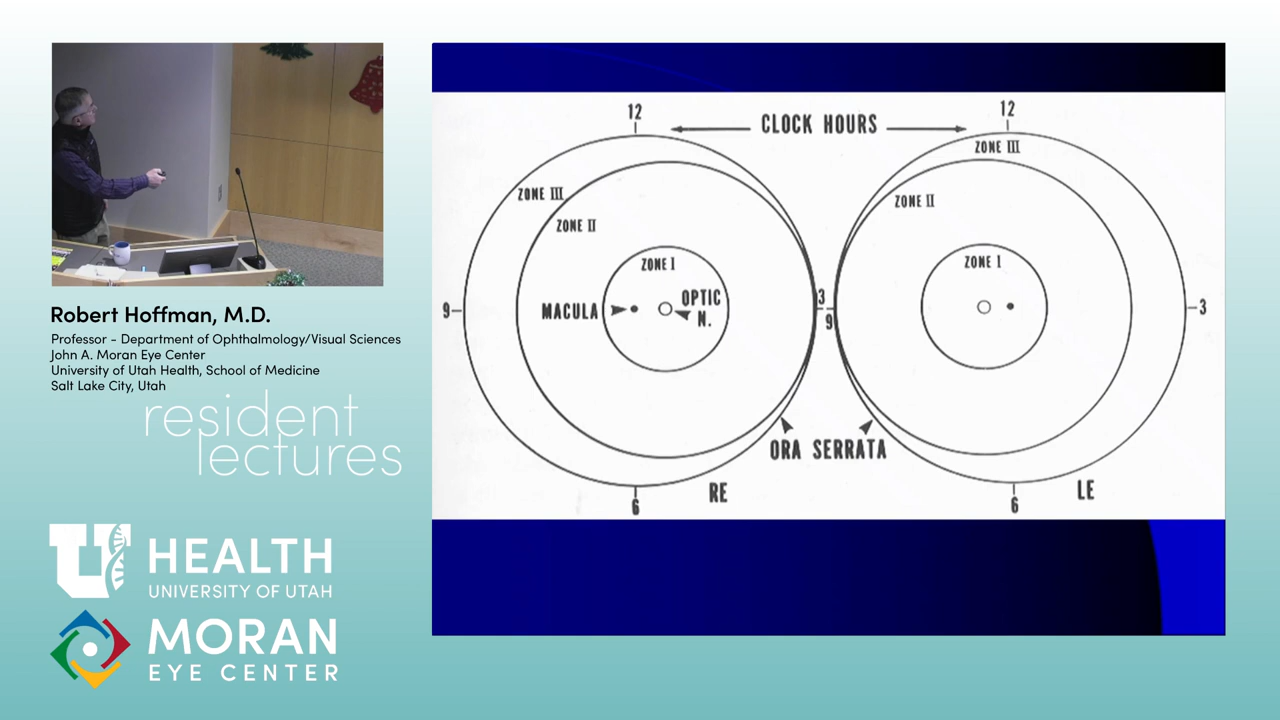 Robert Hoffman, M.D.
Professor - Department of Ophthalmology/Visual Sciences
John A. Moran Eye Center
University of Utah Health, School of Medicine
Salt Lake City, Utah
resident
lectures
U HEALTH
UNIVERSITY OF UTAH
MORAN
EYE CENTER
12
CLOCK HOURS
12
ZONE III
ZONE II
ZONE I
MACULA
OPTIC
N.
9
3
9
ZONE III
ZONE II
ZONE I
3
ORA SERRATA
RE
LE
6
6